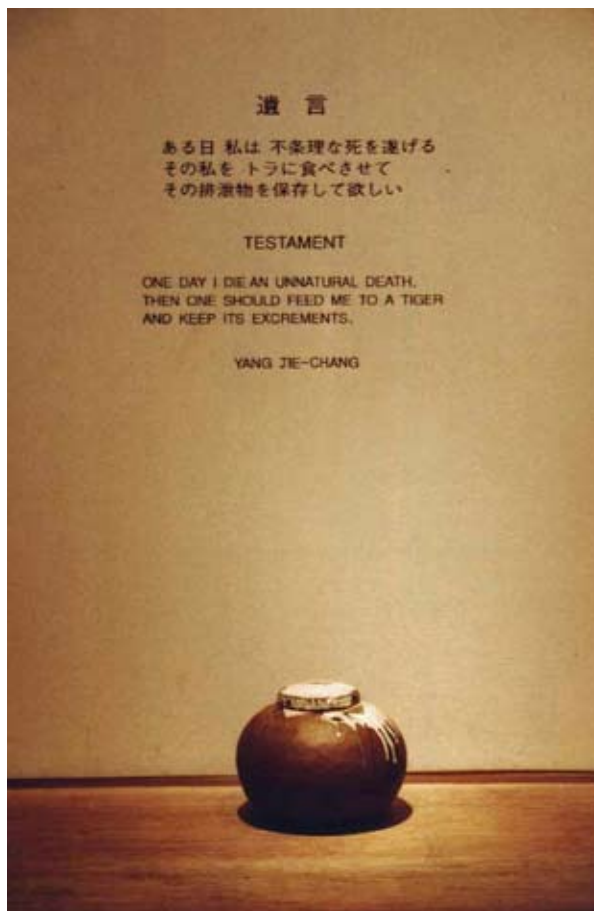 遺 言
ある日 私は 不条理な死を遂げる
その私を トラに食べさせて
その排泄物を保存して欲しい
TESTAMENT
ONE DAY I DIE AN UNNATURAL DEATH,
THEN ONE SHOULD FEED ME TO A TIGER
AND KEEP ITS EXCREMENTS.
YANG JIE-CHANG